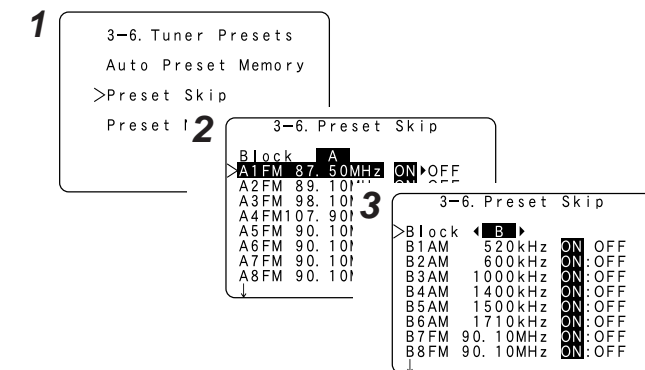 1
3-6. Tuner Presets
Auto Preset Memory
>Preset Skip
Preset
2
3-6. Preset Skip
Block A
>A1FM 87.50MHz ON ▶OFF
A2FM 89.10
A3FM 98.10
A4FM107.90
A5FM 90.10
A6FM 90.10
A7FM 90.10
A8FM 90.10
↓
3
3-6. Preset Skip
>Block ◀ B ▶
B1AM 520kHz ON OFF
B2AM 600kHz ON:OFF
B3AM 1000kHz ON:OFF
B4AM 1400kHz ON:OFF
B5AM 1500kHz ON:OFF
B6AM 1710kHz ON:OFF
B7FM 90.10MHz ON:OFF
B8FM 90.10MHz ON:OFF
↓